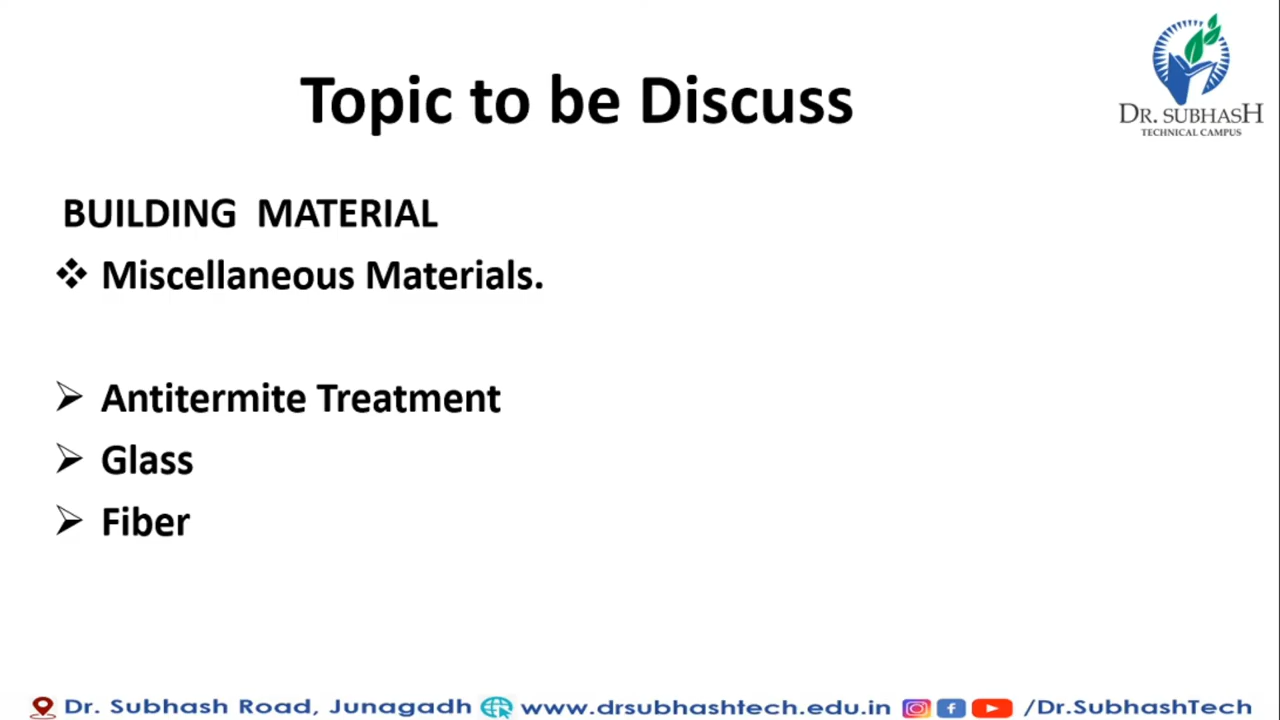 Topic to be Discuss
DR. SUBHASH
TECHNICAL CAMPUS
BUILDING MATERIAL
Miscellaneous Materials.
Antitermite Treatment
Glass
Fiber
Dr. Subhash Road, Junagadh www.drsubhashtech.edu.in /Dr.SubhashTech